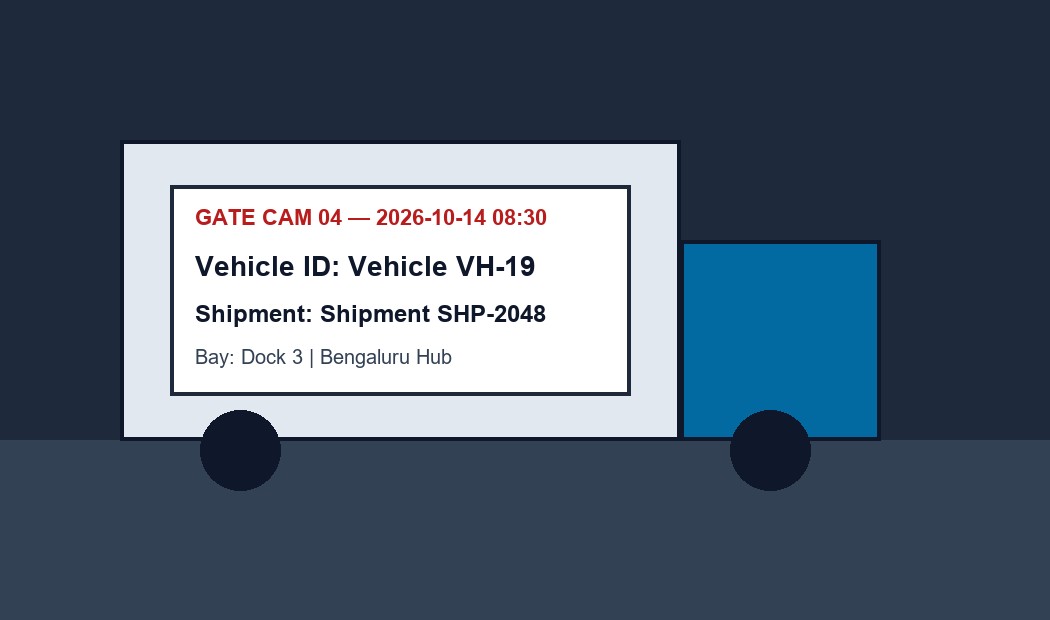 GATE CAM 04 — 2026-10-14 08:30
Vehicle ID: Vehicle VH-19
Shipment: Shipment SHP-2048
Bay: Dock 3 | Bengaluru Hub